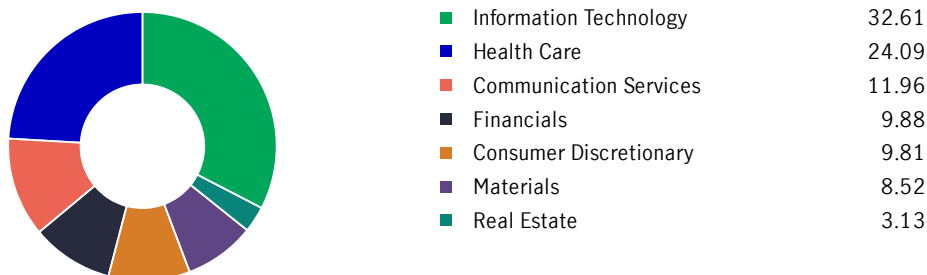 Information Technology 32.61
Health Care 24.09
Communication Services 11.96
Financials 9.88
Consumer Discretionary 9.81
Materials 8.52
Real Estate 3.13